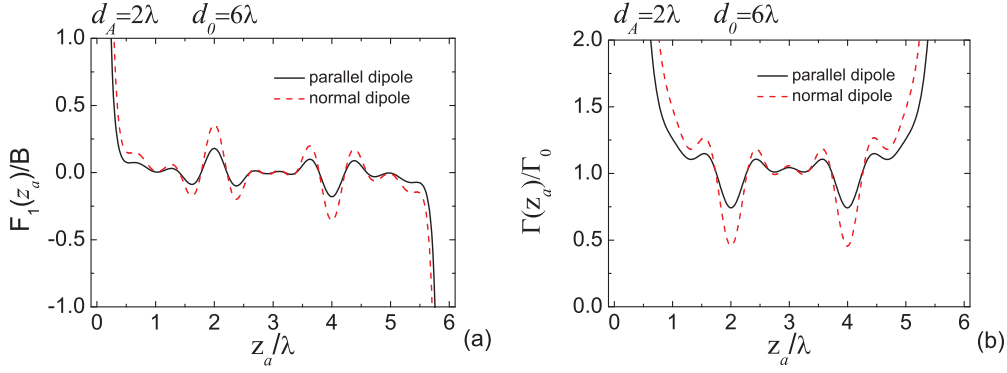 d_A=2λ d_0=6λ
1.0
0.5
0.0
-0.5
-1.0
F_1(z_a)/B
parallel dipole
normal dipole
0 1 2 3 4 5 6
z_a/λ
(a)
d_A=2λ d_0=6λ
2.0
1.5
1.0
0.5
0.0
Γ(z_a)/Γ_0
parallel dipole
normal dipole
0 1 2 3 4 5 6
z_a/λ
(b)